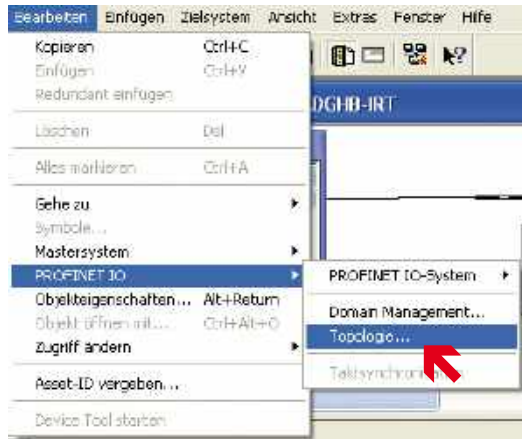 Bearbeiten Einfügen Zielsystem Ansicht Extras Fenster Hilfe
Kopieren Ctrl+C
Einfügen Ctrl+V
Redundant einfügen
DGHB-IRT
Löschen Del
Alles markieren Ctrl+A
Gehe zu
Symbole...
Mastersystem
PROFINET IO
PROFINET IO-System
Objekteigenschaften... Alt+Return
Domain Management...
Objekt öffnen mit... Ctrl+Alt+O
Topologie...
Zugriff ändern
Asset-ID vergeben...
Device Tool starten